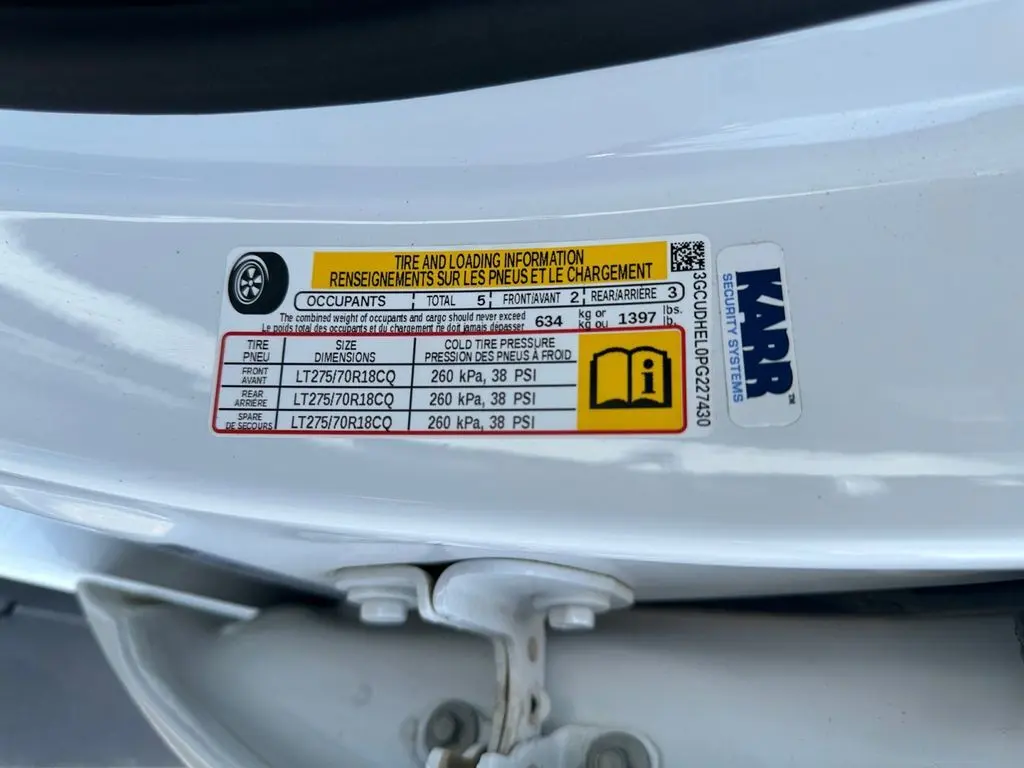 TIRE AND LOADING INFORMATION
RENSEIGNEMENTS SUR LES PNEUS ET LE CHARGEMENT
OCCUPANTS TOTAL 5 FRONT/AVANT 2 REAR/ARRIÈRE 3
The combined weight of occupants and cargo should never exceed
Le poids total des occupants et du chargement ne doit jamais dépasser
634 kg or kg ou 1397 lbs. lb.
TIRE PNEU SIZE DIMENSIONS COLD TIRE PRESSURE PRESSION DES PNEUS À FROID
FRONT AVANT LT275/70R18CQ 260 kPa, 38 PSI
REAR ARRIÈRE LT275/70R18CQ 260 kPa, 38 PSI
SPARE DE SECOURS LT275/70R18CQ 260 kPa, 38 PSI
i
3GCUDHEL0PG227430
KARR™
SECURITY SYSTEMS